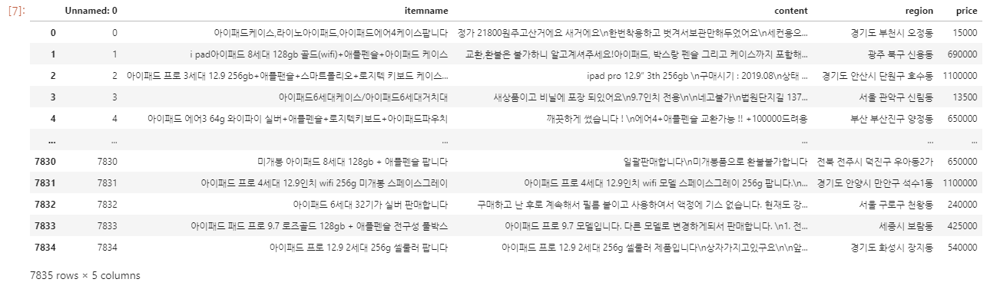 [7]:
Unnamed: 0 itemname content region price
0 0 아이패드케이스,라이노아이패드,아이패드에어4케이스팝니다 정가 21800원주고산거에요 새거에요\n한번착용하고 벗겨서보관만해두었어요\n세컨용으... 경기도 부천시 오정동 15000
1 1 i pad아이패드 8세대 128gb 골드(wifi)+애플펜슬+아이패드 케이스 교환,환불은 불가하니 알고계셔주세요!아이패드, 박스랑 펜슬 그리고 케이스까지 포함해... 광주 북구 신용동 690000
2 2 아이패드 프로 3세대 12.9 256gb+애플팬슬+스마트폴리오+로지텍 키보드 케이스... ipad pro 12.9“ 3th 256gb \n구매시기 : 2019.08\n상태 ... 경기도 안산시 단원구 호수동 1100000
3 3 아이패드6세대케이스/아이패드6세대거치대 새상품이고 비닐에 포장 되있어요\n9.7인치 전용\n\n네고불가\n법원단지길 137... 서울 관악구 신림동 13500
4 4 아이패드 에어3 64g 와이파이 실버+애플펜슬+로지텍키보드+아이패드파우치 깨끗하게 썼습니다 ! \n에어4+애플펜슬 교환가능 !! +100000드려용 부산 부산진구 양정동 650000
... ... ... ... ... ...
7830 7830 미개봉 아이패드 8세대 128gb + 애플펜슬 팝니다 일괄판매합니다\n미개봉품으로 환불불가합니다 전북 전주시 덕진구 우아동2가 650000
7831 7831 아이패드 프로 4세대 12.9인치 wifi 256g 미개봉 스페이스그레이 아이패드 프로 4세대 12.9인치 wifi 모델 스페이스그레이 256g 팝니다.\n... 경기도 안양시 만안구 석수1동 1100000
7832 7832 아이패드 6세대 32기가 실버 판매합니다 구매하고 난 후로 계속해서 필름 붙이고 사용하여서 액정에 기스 없습니다. 현재도 강... 서울 구로구 천왕동 240000
7833 7833 아이패드 패드 프로 9.7 로즈골드 128gb + 애플펜슬 전구성 풀박스 아이패드 프로 9.7 모델입니다. 다른 모델로 변경하게되서 판매합니다. \n1. 전... 세종시 보람동 425000
7834 7834 아이패드 프로 12.9 2세대 256g 셀룰러 팝니다 아이패드 프로 12.9 2세대 256g 셀룰러 제품입니다\n상자가지고있구요\n\n앞... 경기도 화성시 장지동 540000
7835 rows × 5 columns